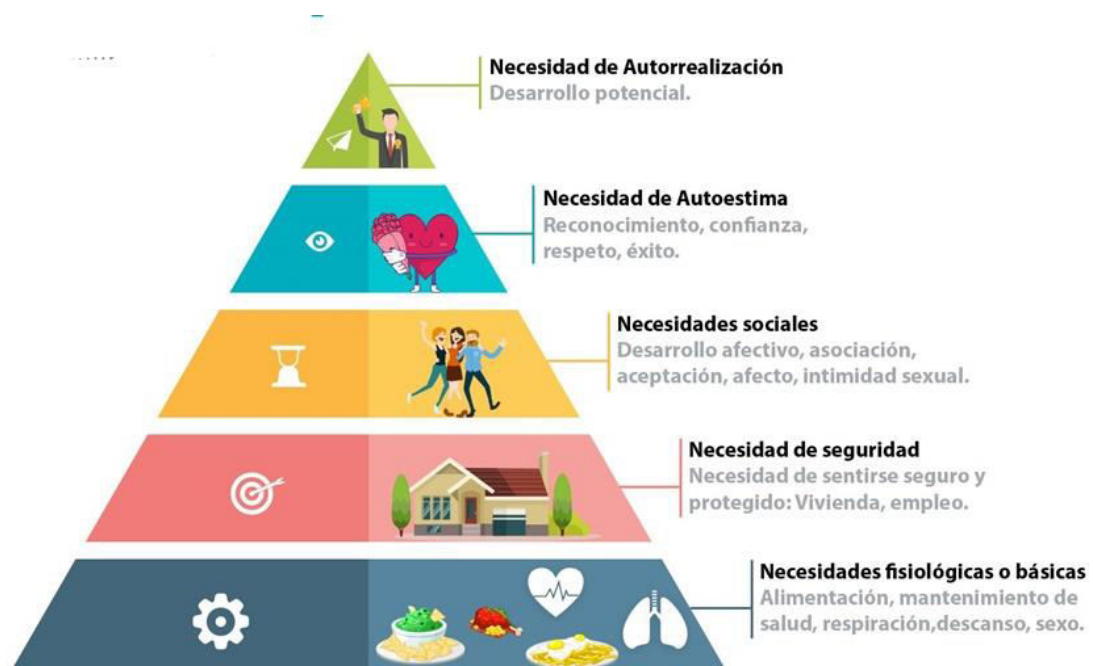 Necesidad de Autorrealización
Desarrollo potencial.
Necesidad de Autoestima
Reconocimiento, confianza,
respeto, éxito.
Necesidades sociales
Desarrollo afectivo, asociación,
aceptación, afecto, intimidad sexual.
Necesidad de seguridad
Necesidad de sentirse seguro y
protegido: Vivienda, empleo.
Necesidades fisiológicas o básicas
Alimentación, mantenimiento de
salud, respiración,descanso, sexo.